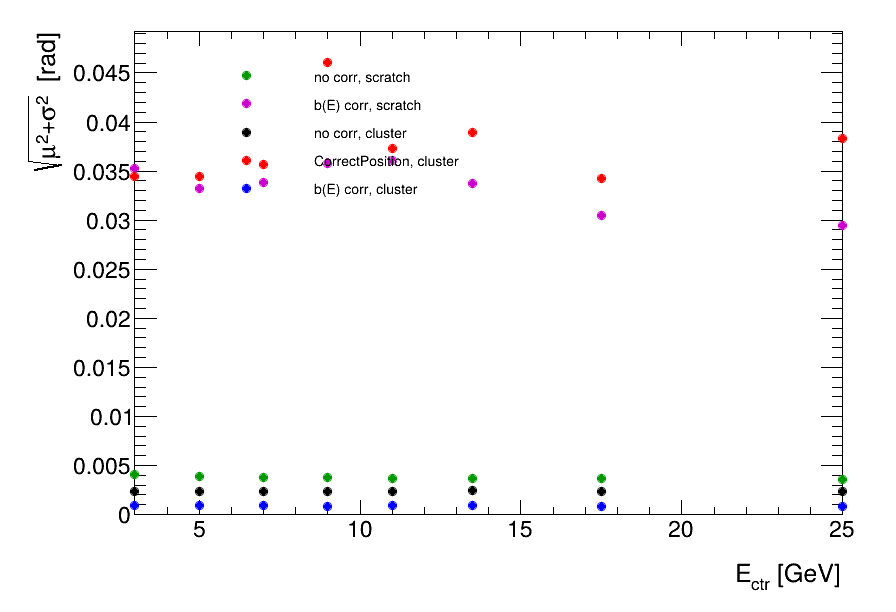 √μ²+σ² [rad]
0.045
0.04
0.035
0.03
0.025
0.02
0.015
0.01
0.005
0
no corr, scratch
b(E) corr, scratch
no corr, cluster
CorrectPosition, cluster
b(E) corr, cluster
5 10 15 20 25
E_ctr [GeV]